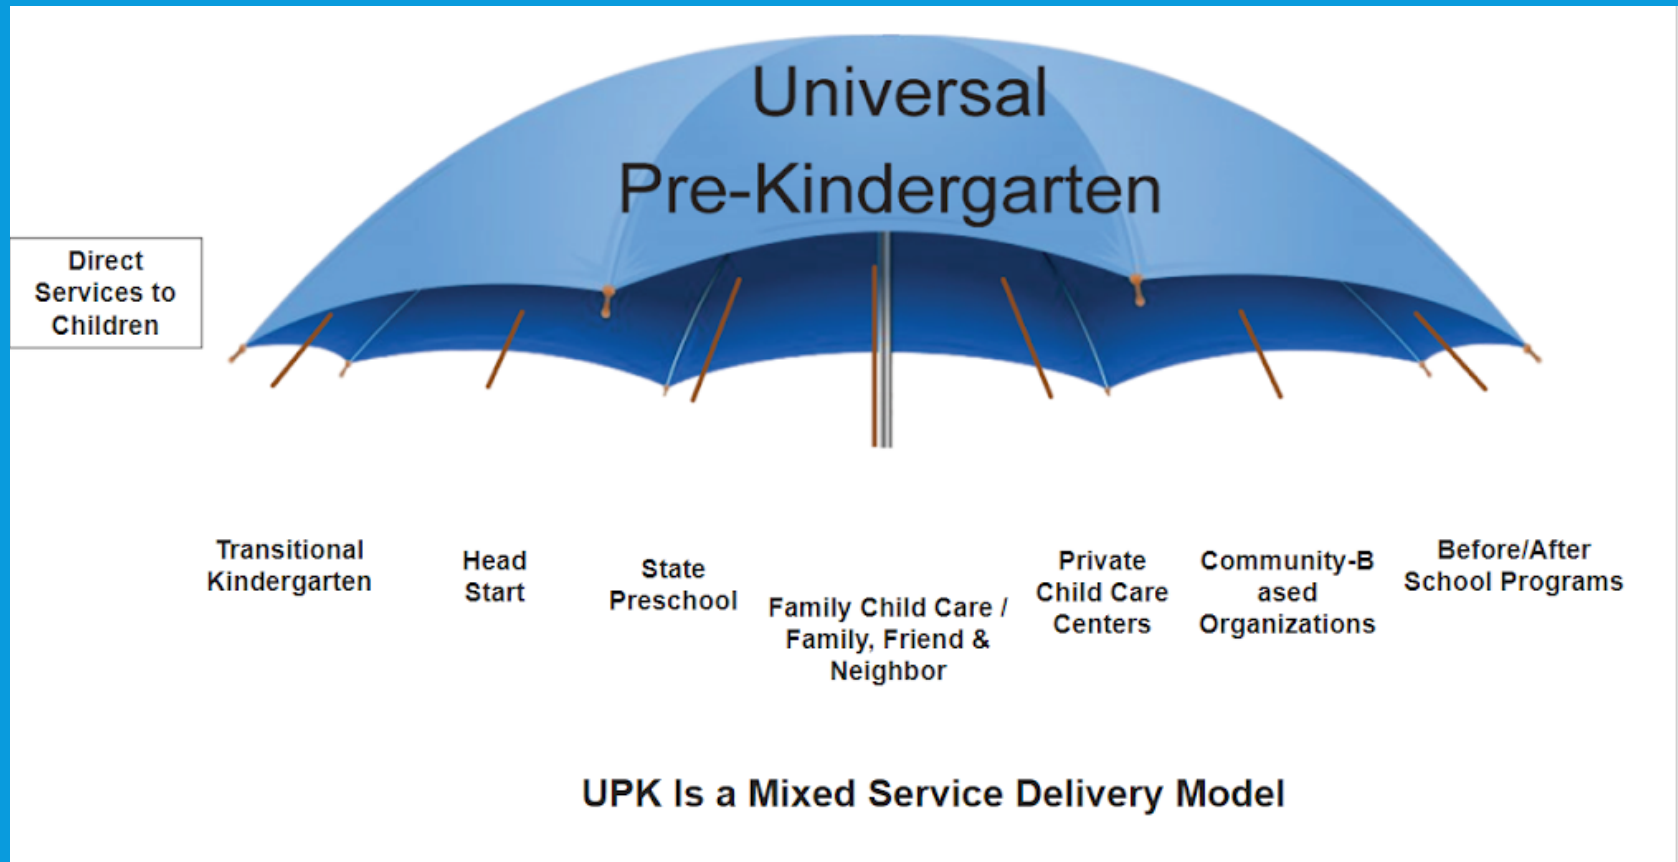 Universal
Pre-Kindergarten
Direct
Services to
Children
Transitional
Kindergarten
Head
Start
State
Preschool
Family Child Care /
Family, Friend &
Neighbor
Private
Child Care
Centers
Community-B
ased
Organizations
Before/After
School Programs
UPK Is a Mixed Service Delivery Model